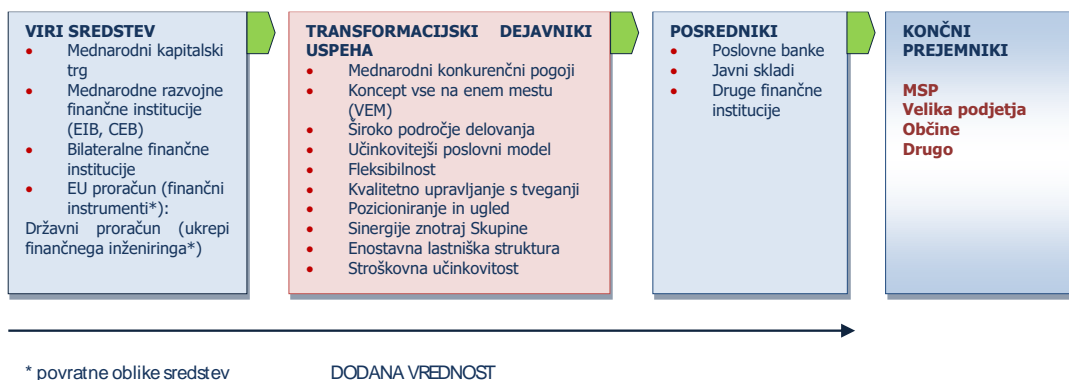 VIRI SREDSTEV
• Mednarodni kapitalski
trg
• Mednarodne razvojne
finančne institucije
(EIB, CEB)
• Bilateralne finančne
institucije
• EU proračun (finančni
instrumenti*):
Državni proračun (ukrepi
finančnega inženiringa*)
TRANSFORMACIJSKI DEJAVNIKI
USPEHA
• Mednarodni konkurenčni pogoji
• Koncept vse na enem mestu
(VEM)
• Široko področje delovanja
• Učinkovitejši poslovni model
• Fleksibilnost
• Kvalitetno upravljanje s tveganji
• Pozicioniranje in ugled
• Sinergije znotraj Skupine
• Enostavna lastniška struktura
• Stroškovna učinkovitost
POSREDNIKI
• Poslovne banke
• Javni skladi
• Druge finančne
institucije
KONČNI
PREJEMNIKI
MSP
Velika podjetja
Občine
Drugo
* povratne oblike sredstev
DODANA VREDNOST